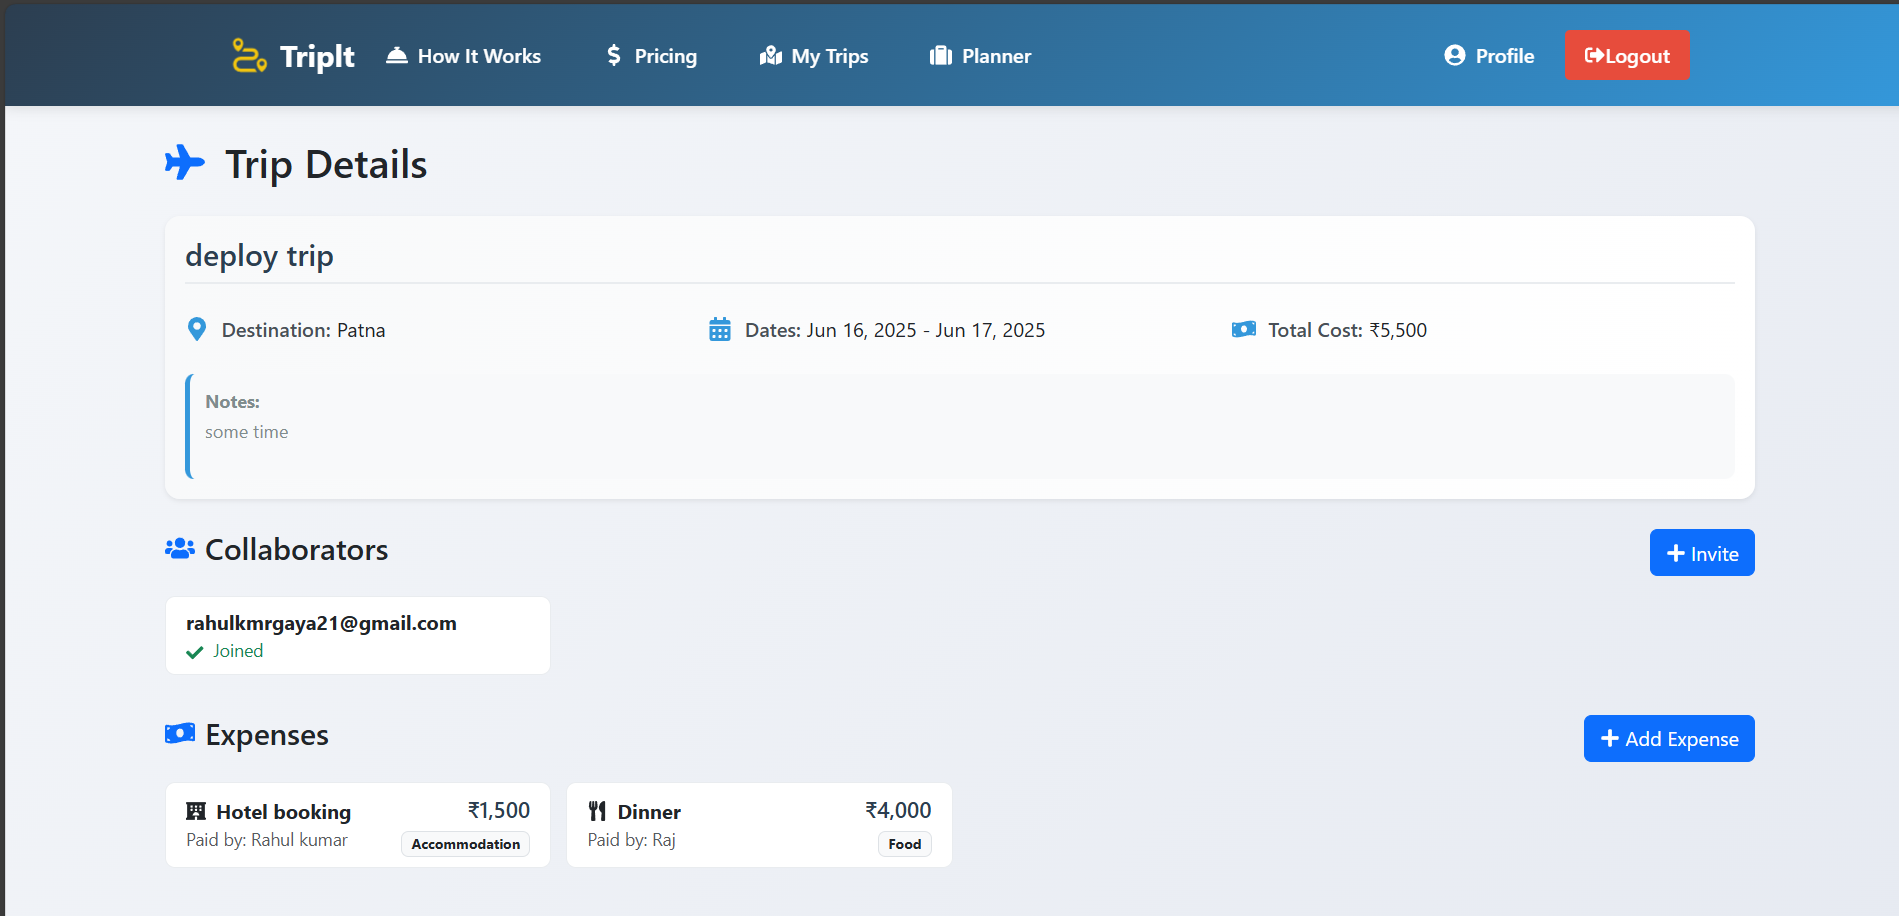 TripIt How It Works Pricing My Trips Planner Profile Logout
Trip Details
deploy trip
Destination: Patna Dates: Jun 16, 2025 - Jun 17, 2025 Total Cost: ₹5,500
Notes:
some time
Collaborators Invite
rahulkmrgaya21@gmail.com
Joined
Expenses Add Expense
Hotel booking ₹1,500
Paid by: Rahul kumar Accommodation
Dinner ₹4,000
Paid by: Raj Food